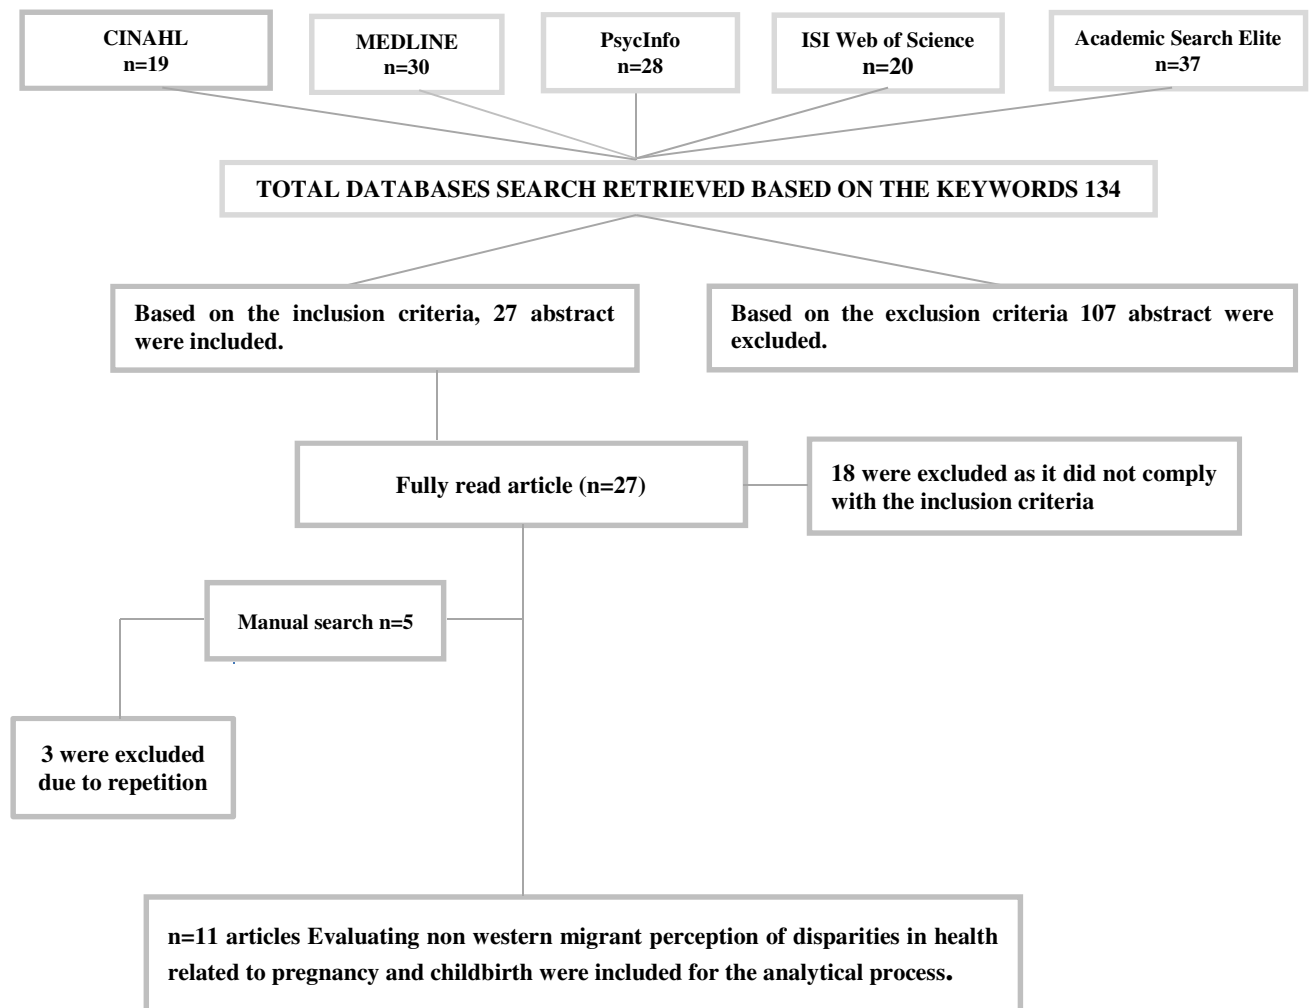 CINAHL
n=19
MEDLINE
n=30
PsycInfo
n=28
ISI Web of Science
n=20
Academic Search Elite
n=37
TOTAL DATABASES SEARCH RETRIEVED BASED ON THE KEYWORDS 134
Based on the inclusion criteria, 27 abstract
were included.
Based on the exclusion criteria 107 abstract were
excluded.
Fully read article (n=27)
18 were excluded as it did not comply
with the inclusion criteria
Manual search n=5
3 were excluded
due to repetition
n=11 articles Evaluating non western migrant perception of disparities in health
related to pregnancy and childbirth were included for the analytical process.